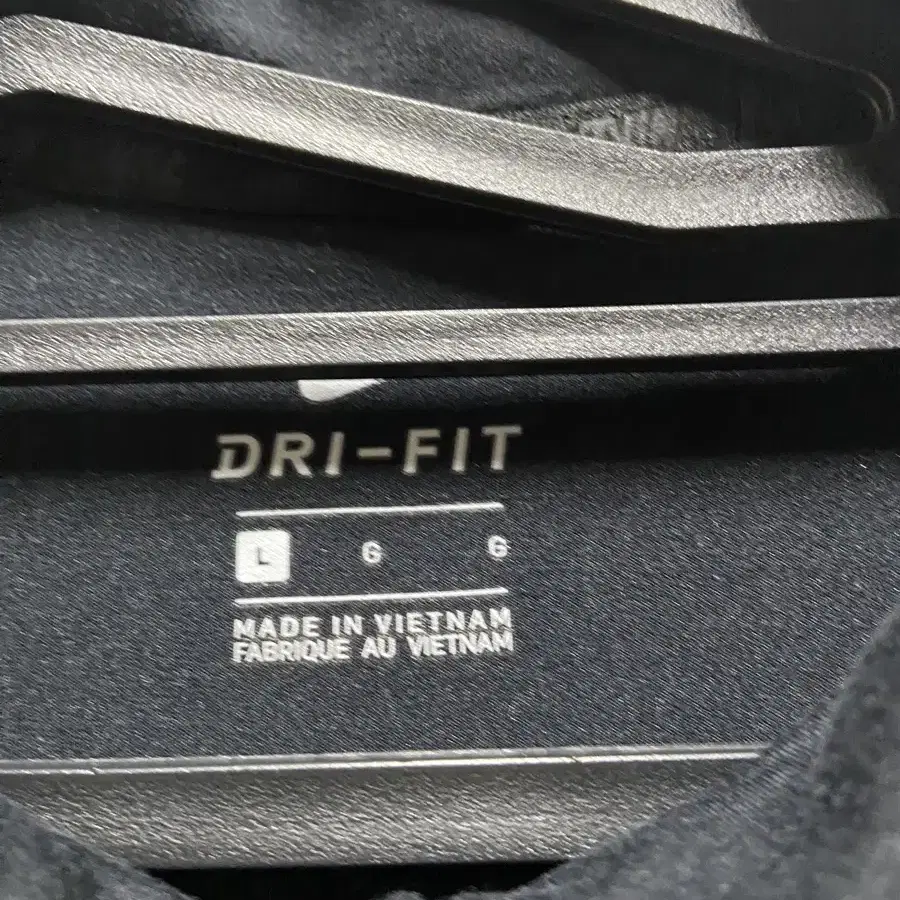 DRI-FIT
L G G
MADE IN VIETNAM
FABRIQUE AU VIETNAM